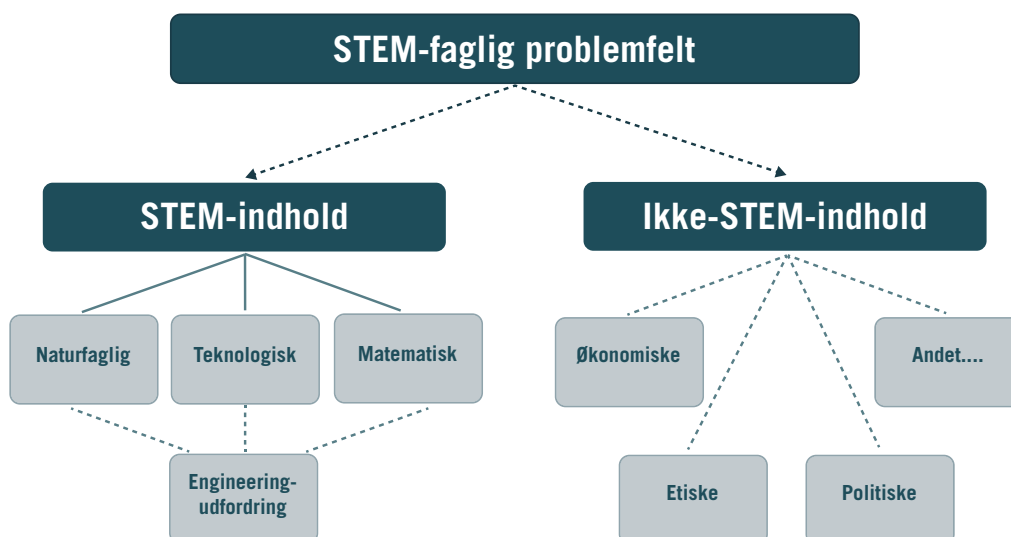 STEM-faglig problemfelt
STEM-indhold
Ikke-STEM-indhold
Naturfaglig
Teknologisk
Matematisk
Økonomiske
Andet....
Engineering-
udfordring
Etiske
Politiske